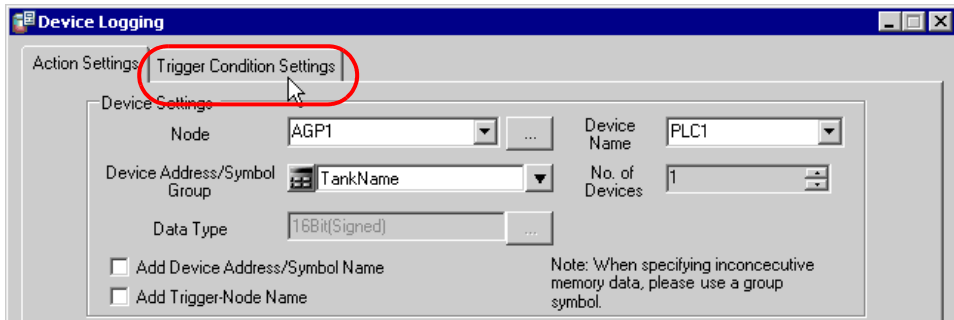 Device Logging
Action Settings
Trigger Condition Settings
Device Settings
Node
AGP1
...
Device Name
PLC1
Device Address/Symbol Group
TankName
No. of Devices
1
Data Type
16Bit(Signed)
...
Add Device Address/Symbol Name
Add Trigger-Node Name
Note: When specifying inconcecutive
memory data, please use a group
symbol.